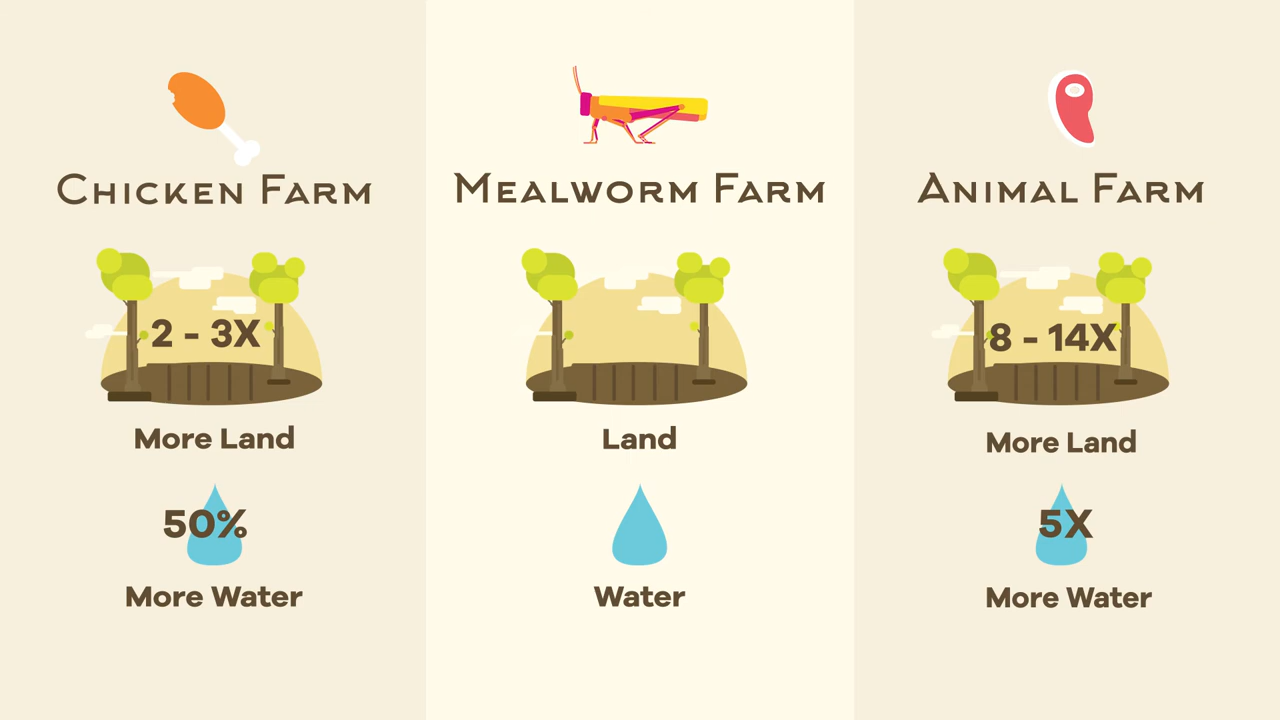 Chicken Farm
2 - 3X
More Land
50%
More Water
Mealworm Farm
Land
Water
Animal Farm
8 - 14X
More Land
5X
More Water